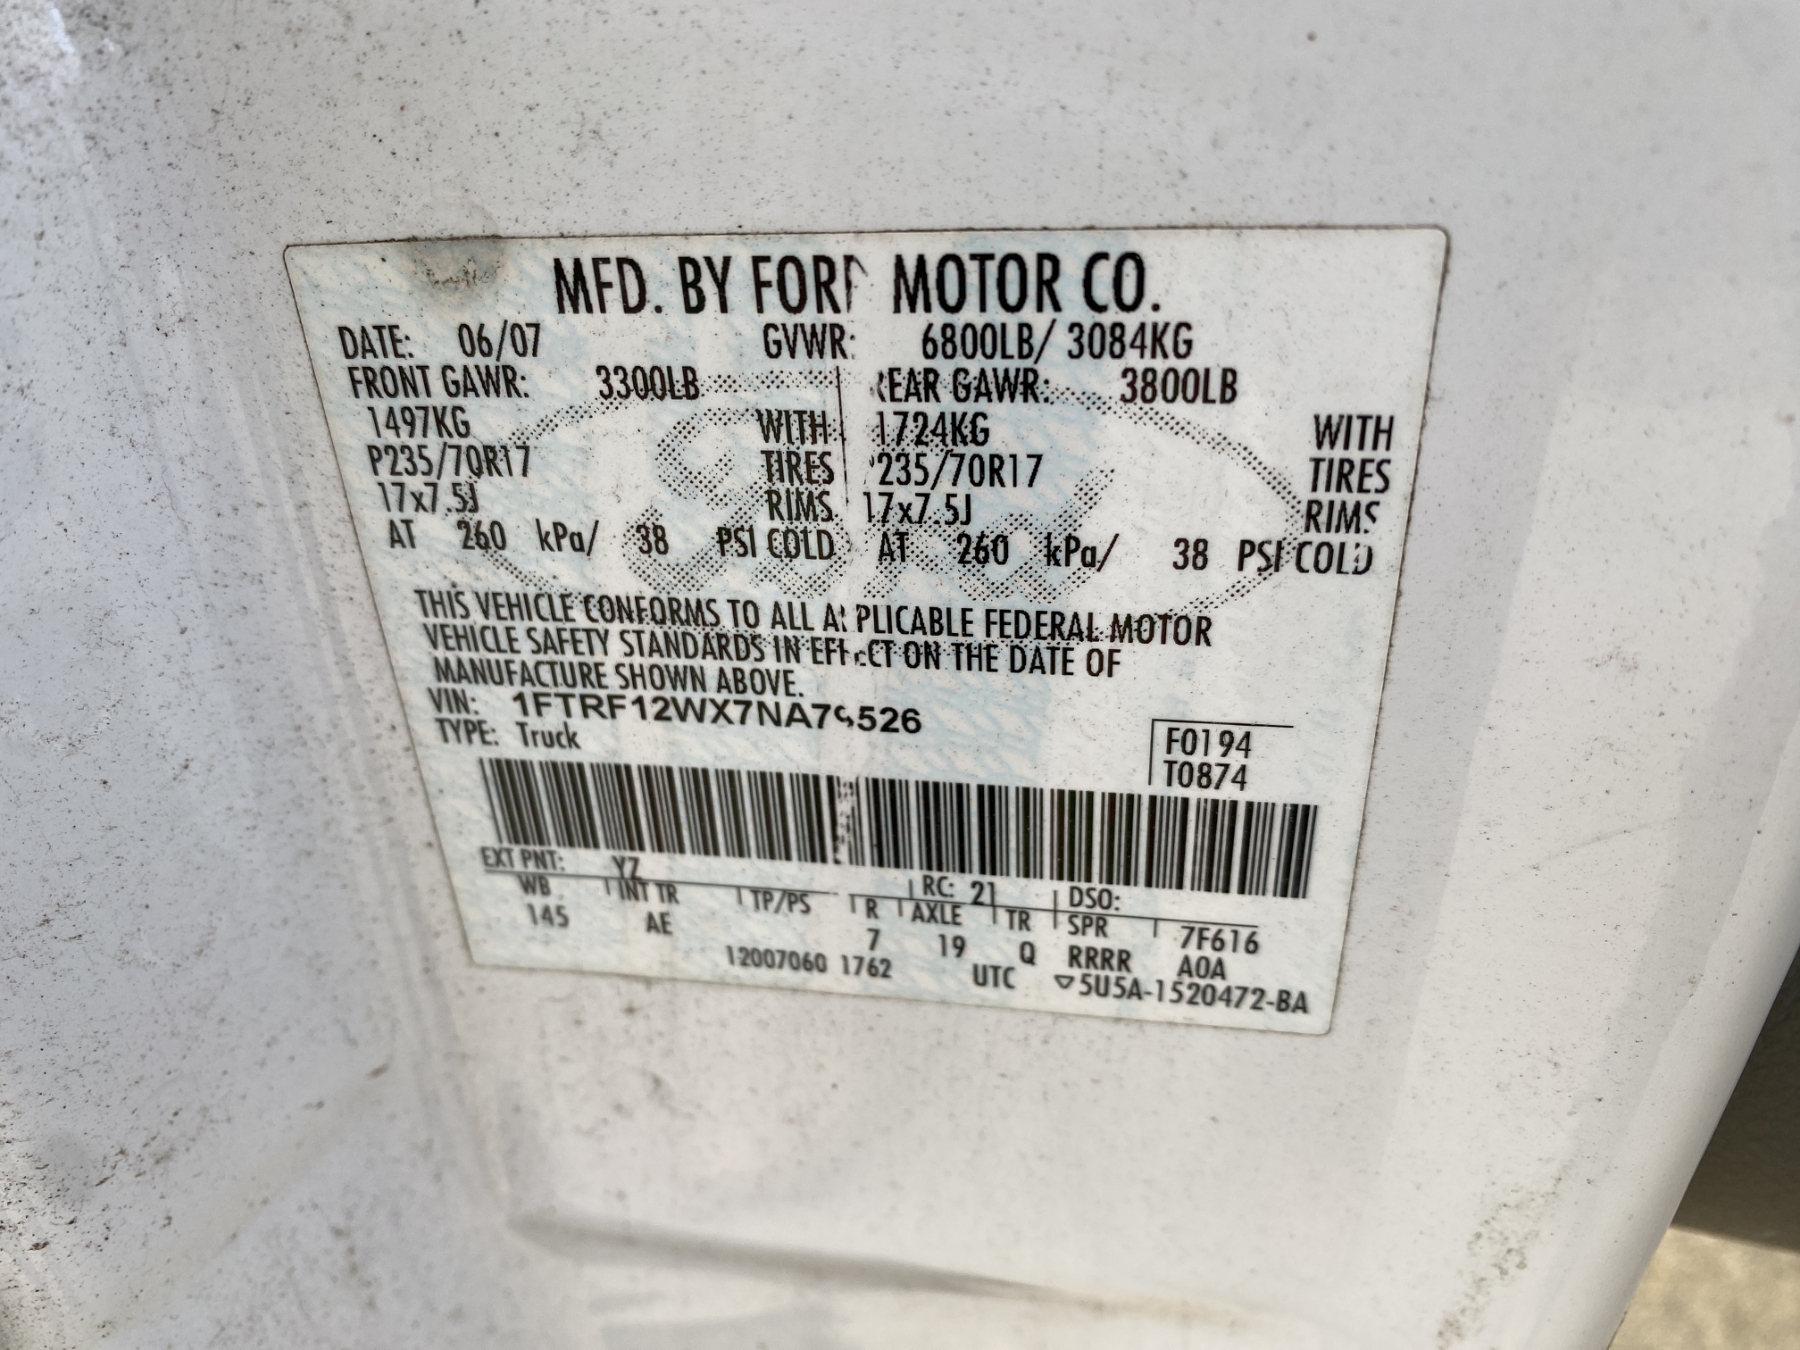 MFD. BY FORD MOTOR CO.
DATE: 06/07 GVWR: 6800LB/ 3084KG
FRONT GAWR: 3300LB REAR GAWR: 3800LB
1497KG WITH 1724KG WITH
P235/70R17 TIRES P235/70R17 TIRES
17x7.5J RIMS 17x7.5J RIMS
AT 260 kPa/ 38 PSI COLD AT 260 kPa/ 38 PSI COLD
THIS VEHICLE CONFORMS TO ALL APPLICABLE FEDERAL MOTOR
VEHICLE SAFETY STANDARDS IN EFFECT ON THE DATE OF
MANUFACTURE SHOWN ABOVE.
VIN:
TYPE: Truck
F0194
T0874
EXT PNT: YZ RC: 21 DSO:
WB INT TR TP/PS R AXLE TR SPR 7F616
145 AE 7 19 Q RRRR A0A
12007060 1762 UTC ▽5U5A-1520472-BA